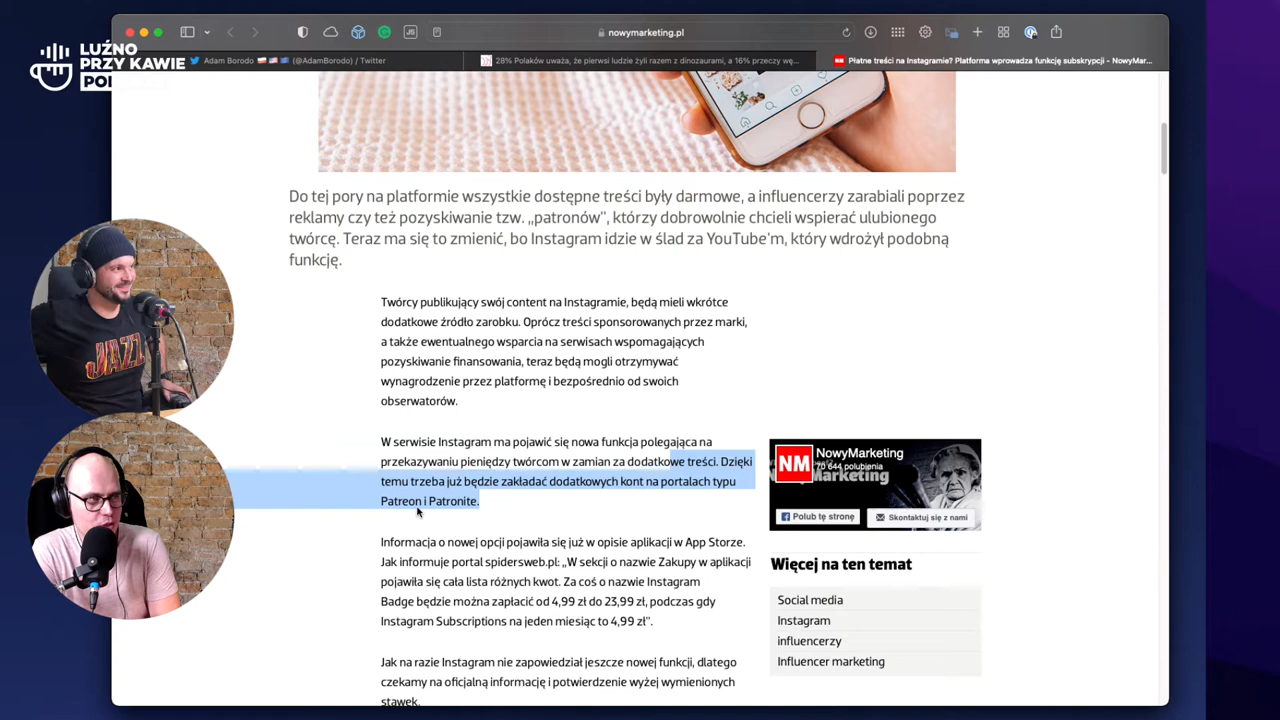 LUŹNO
PRZY KAWIE
nowymarketing.pl
Adam Borodo 🇵🇱 🇺🇸 (@AdamBorodo) / Twitter
28% Polaków uważa, że pierwsi ludzie żyli razem z dinozaurami, a 16% przeczy wę...
Płatne treści na Instagramie? Platforma wprowadza funkcję subskrypcji - NowyMar...
Do tej pory na platformie wszystkie dostępne treści były darmowe, a influencerzy zarabiali poprzez
reklamy czy też pozyskiwanie tzw. „patronów", którzy dobrowolnie chcieli wspierać ulubionego
twórcę. Teraz ma się to zmienić, bo Instagram idzie w ślad za YouTube'm, który wdrożył podobną
funkcję.
Twórcy publikujący swój content na Instagramie, będą mieli wkrótce
dodatkowe źródło zarobku. Oprócz treści sponsorowanych przez marki,
a także ewentualnego wsparcia na serwisach wspomagających
pozyskiwanie finansowania, teraz będą mogli otrzymywać
wynagrodzenie przez platformę i bezpośrednio od swoich
obserwatorów.
W serwisie Instagram ma pojawić się nowa funkcja polegająca na
przekazywaniu pieniędzy twórcom w zamian za dodatkowe treści. Dzięki
temu trzeba już będzie zakładać dodatkowych kont na portalach typu
Patreon i Patronite.
Informacja o nowej opcji pojawiła się już w opisie aplikacji w App Storze.
Jak informuje portal spidersweb.pl: „W sekcji o nazwie Zakupy w aplikacji
pojawiła się cała lista różnych kwot. Za coś o nazwie Instagram
Badge będzie można zapłacić od 4,99 zł do 23,99 zł, podczas gdy
Instagram Subscriptions na jeden miesiąc to 4,99 zł".
Jak na razie Instagram nie zapowiedział jeszcze nowej funkcji, dlatego
czekamy na oficjalną informację i potwierdzenie wyżej wymienionych
stawek.
NM
NowyMarketing
70 644 polubienia
Marketing
Polub tę stronę
Skontaktuj się z nami
Więcej na ten temat
Social media
Instagram
influencerzy
Influencer marketing
JAZZ